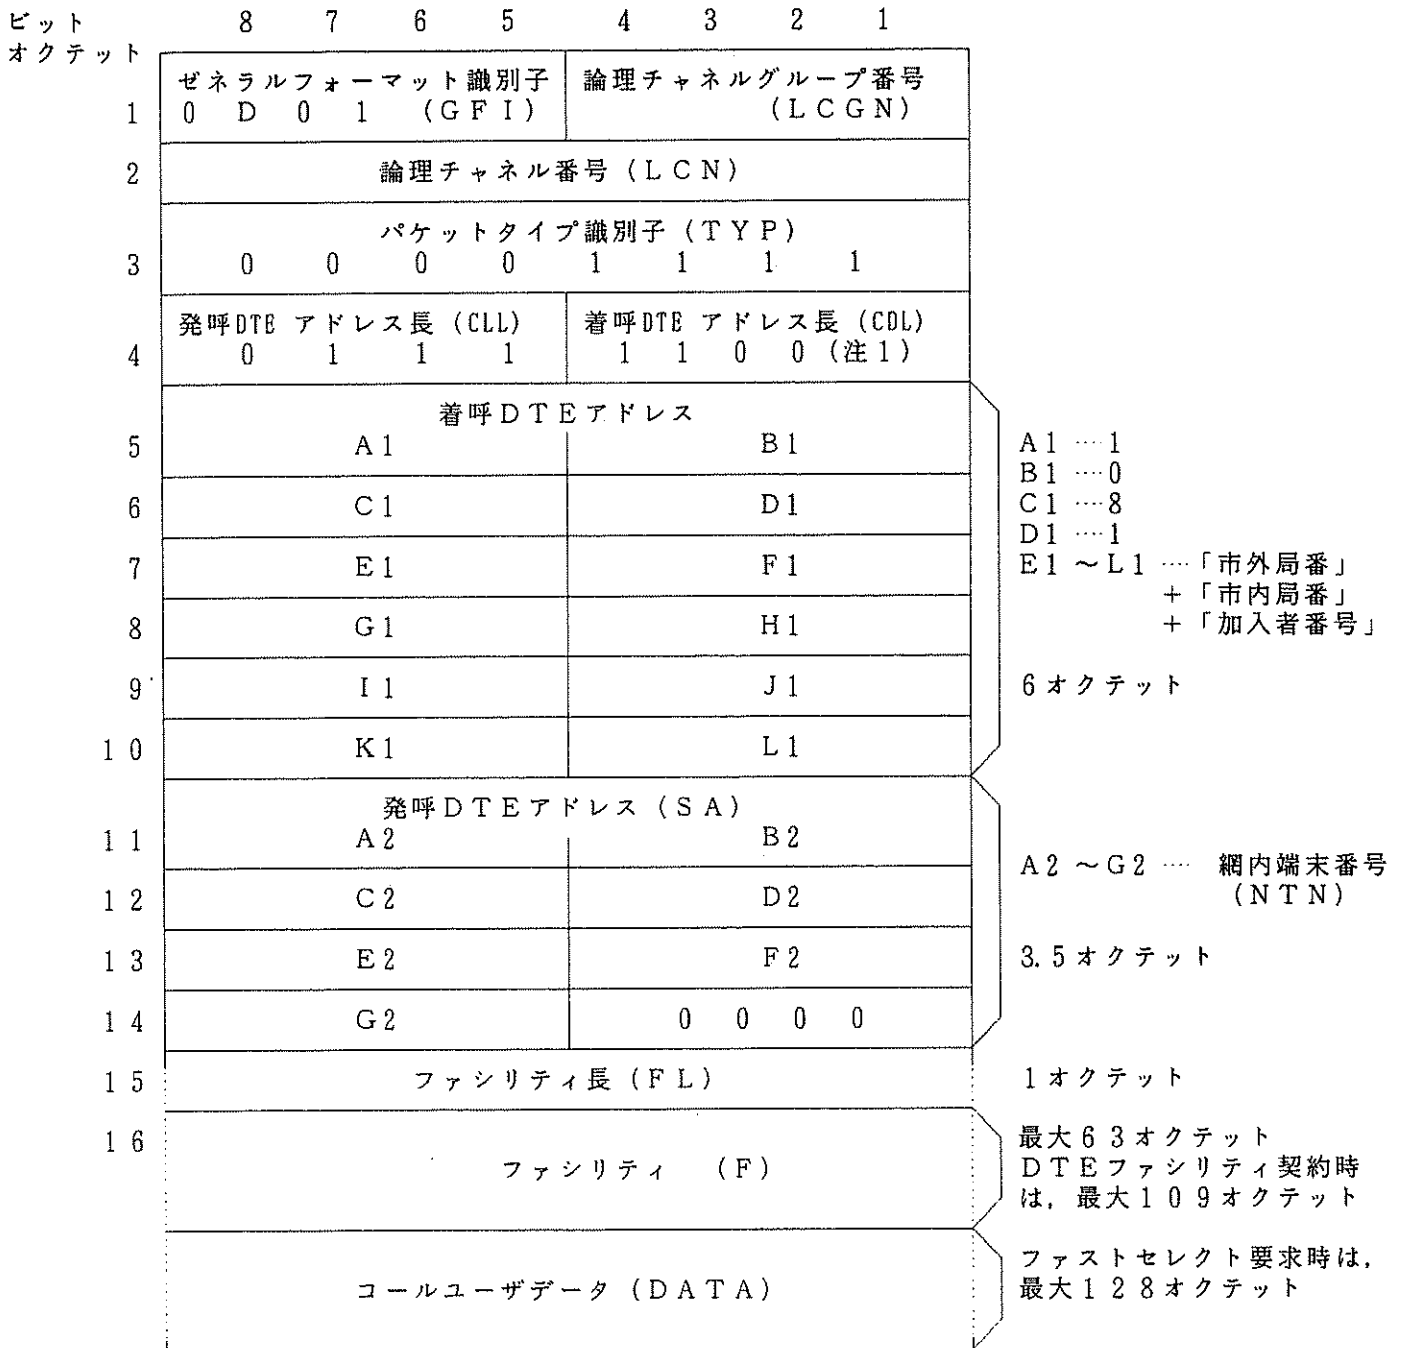 ビット 8 7 6 5 4 3 2 1
オクテット
ゼネラルフォーマット識別子 論理チャネルグループ番号
1 0 D 0 1 (GFI) (LCGN)
2 論理チャネル番号(LCN)
パケットタイプ識別子(TYP)
3 0 0 0 0 1 1 1 1
発呼DTE アドレス長(CLL) 着呼DTE アドレス長(CDL)
4 0 1 1 1 1 1 0 0(注1)
着呼DTEアドレス
5 A1 B1 A1 ‥‥1
B1 ‥‥0
6 C1 D1 C1 ‥‥8
D1 ‥‥1
7 E1 F1 E1 〜L1 ‥‥「市外局番」
+「市内局番」
8 G1 H1 +「加入者番号」
9 I1 J1 6オクテット
10 K1 L1
発呼DTEアドレス(SA)
11 A2 B2
A2 〜G2 ‥‥ 網内端末番号
12 C2 D2 (NTN)
13 E2 F2 3.5オクテット
14 G2 0 0 0 0
15 ファシリティ長(FL) 1オクテット
16 最大63オクテット
ファシリティ (F) DTEファシリティ契約時
は,最大109オクテット
ファストセレクト要求時は,
コールユーザデータ(DATA) 最大128オクテット